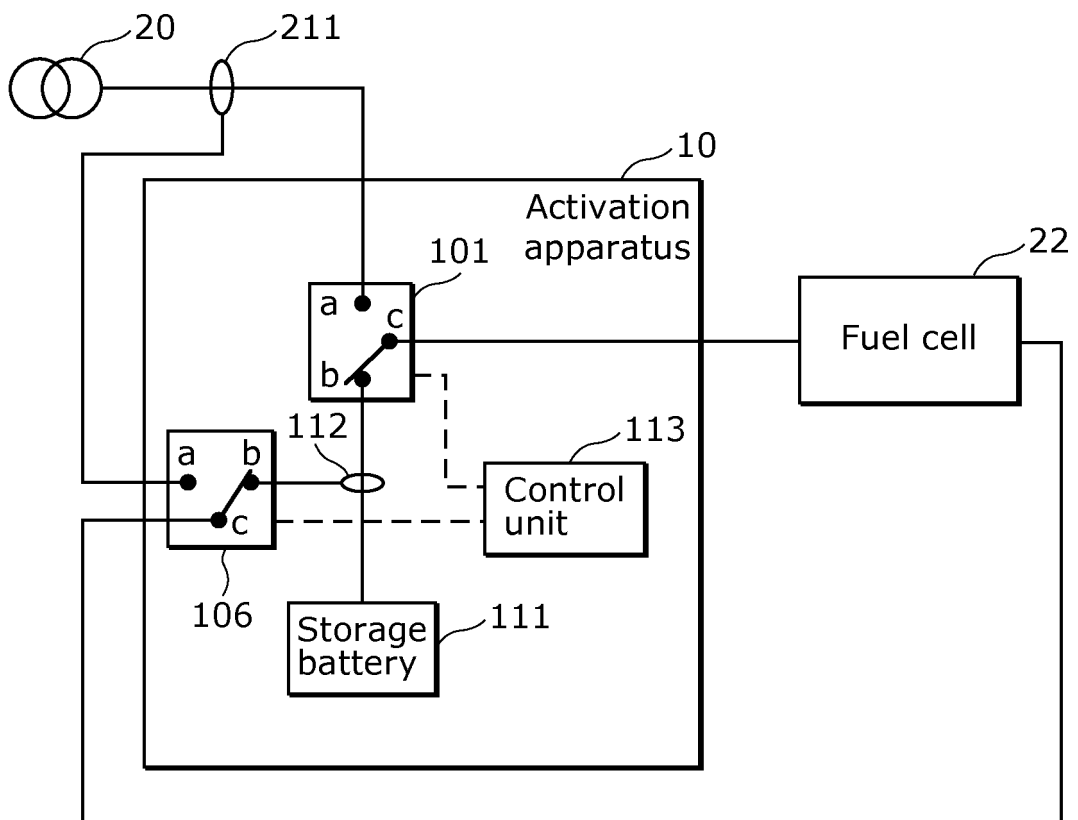 20
211
10
Activation
apparatus
101
22
a
c
b
Fuel cell
112
113
a
b
c
Control
unit
106
Storage
battery
111